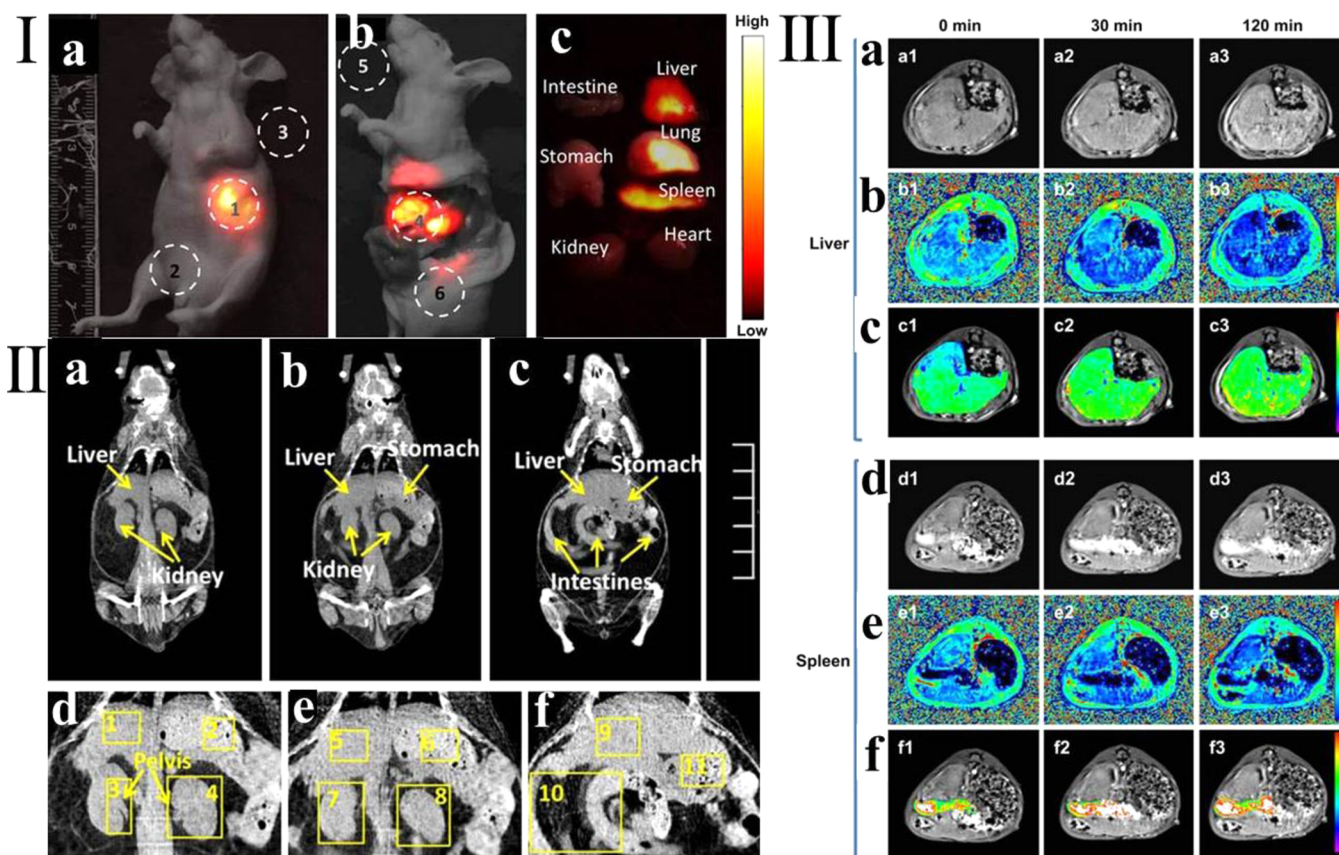 I
a
1
2
3
b
5
4
6
c
Intestine
Liver
Lung
Stomach
Spleen
Kidney
Heart
High
Low
II
a
Liver
Kidney
b
Liver
Stomach
Kidney
c
Liver
Stomach
Intestines
d
1
2
Pelvis
3
4
e
5
6
7
8
f
9
10
11
III
0 min
30 min
120 min
Liver
a
a1
a2
a3
b
b1
b2
b3
c
c1
c2
c3
Spleen
d
d1
d2
d3
e
e1
e2
e3
f
f1
f2
f3